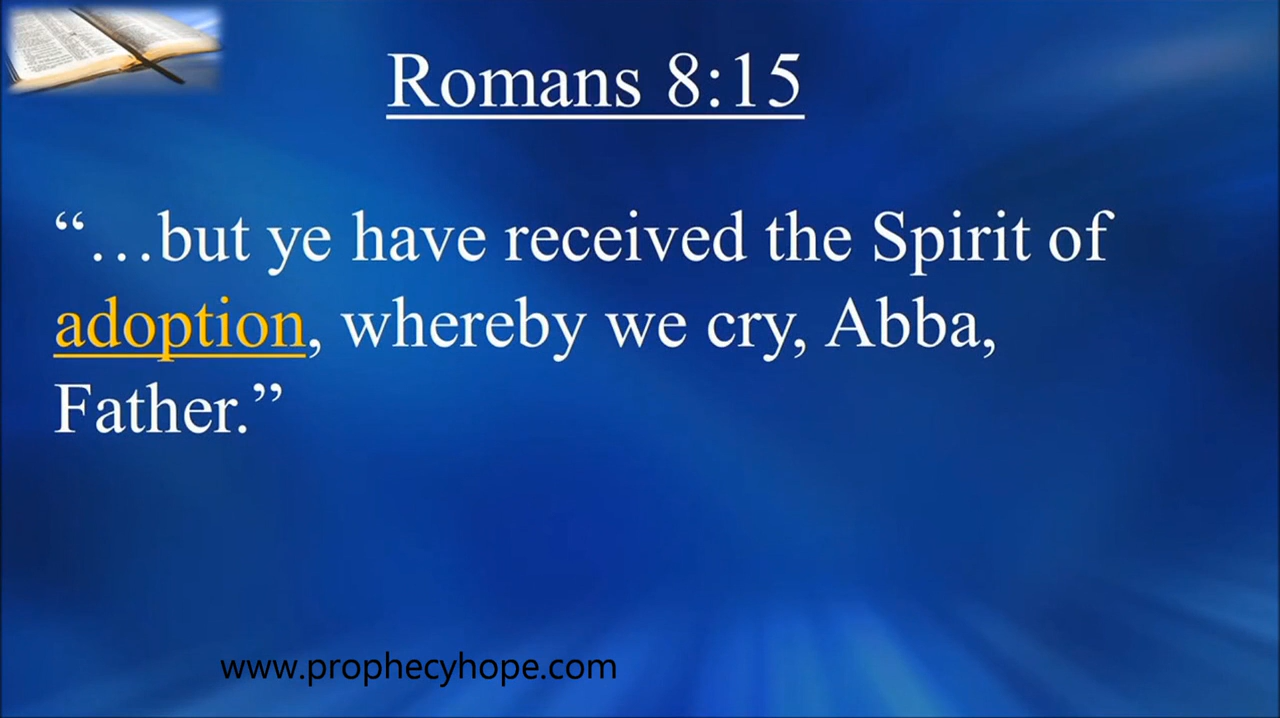 Romans 8:15
“…but ye have received the Spirit of
adoption, whereby we cry, Abba,
Father.”
www.prophecyhope.com